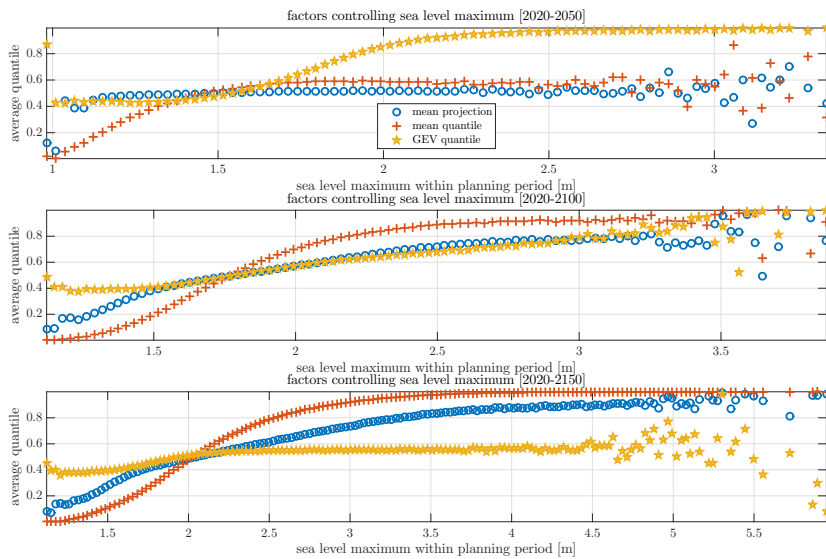 factors controlling sea level maximum [2020-2050]
average quantile
0.8
0.6
0.4
0.2
mean projection
mean quantile
GEV quantile
1 1.5 2 2.5 3
sea level maximum within planning period [m]
factors controlling sea level maximum [2020-2100]
average quantile
0.8
0.6
0.4
0.2
1.5 2 2.5 3 3.5
sea level maximum within planning period [m]
factors controlling sea level maximum [2020-2150]
average quantile
0.8
0.6
0.4
0.2
1.5 2 2.5 3 3.5 4 4.5 5 5.5
sea level maximum within planning period [m]